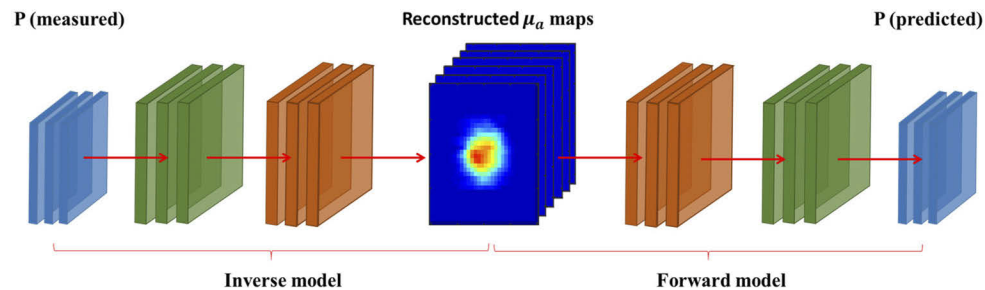 P (measured)
Reconstructed μₐ maps
P (predicted)
Inverse model
Forward model